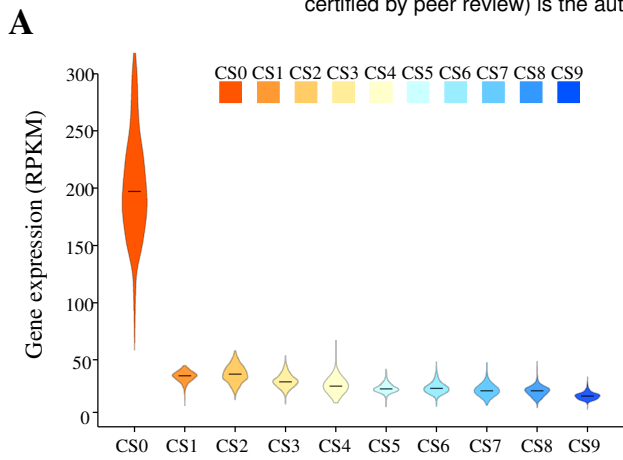 certified by peer review) is the aut
A
CS0 CS1 CS2 CS3 CS4 CS5 CS6 CS7 CS8 CS9
Gene expression (RPKM)
300
250
200
150
100
50
0
CS0 CS1 CS2 CS3 CS4 CS5 CS6 CS7 CS8 CS9